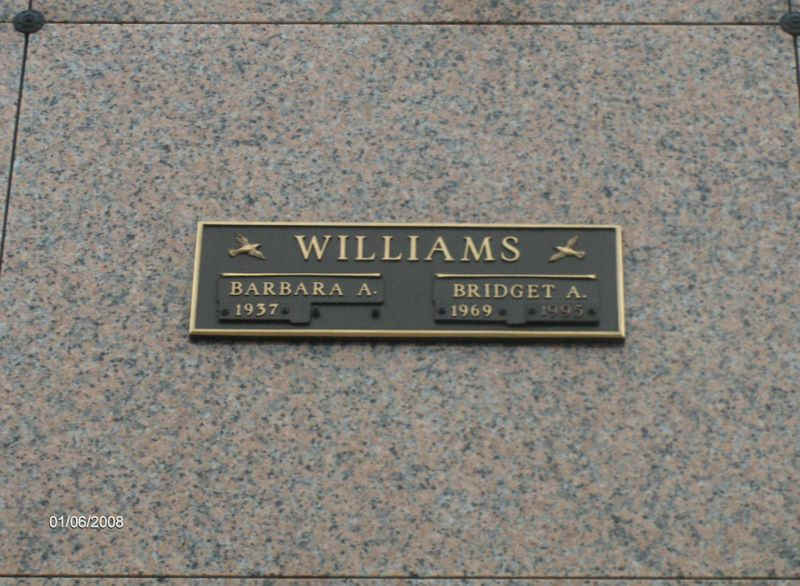 WILLIAMS
BARBARA A.
1937
BRIDGET A.
1969 1995
01/06/2008